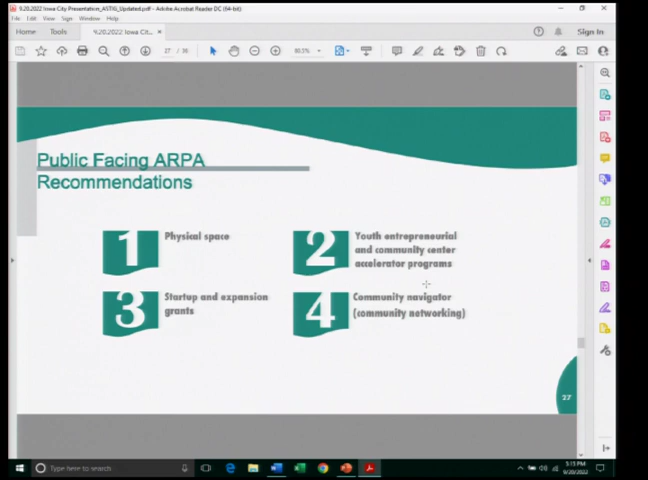 9.20.2022 Iowa City Presentation_ASTIG_Updated.pdf - Adobe Acrobat Reader DC (64-bit)
File Edit View Sign Window Help
Home Tools 9.20.2022 Iowa City... × Sign In
Public Facing ARPA
Recommendations
1 Physical space
2 Youth entrepreneurial
and community center
accelerator programs
3 Startup and expansion
grants
4 Community navigator
(community networking)
27
Type here to search
5:15 PM
9/20/2022